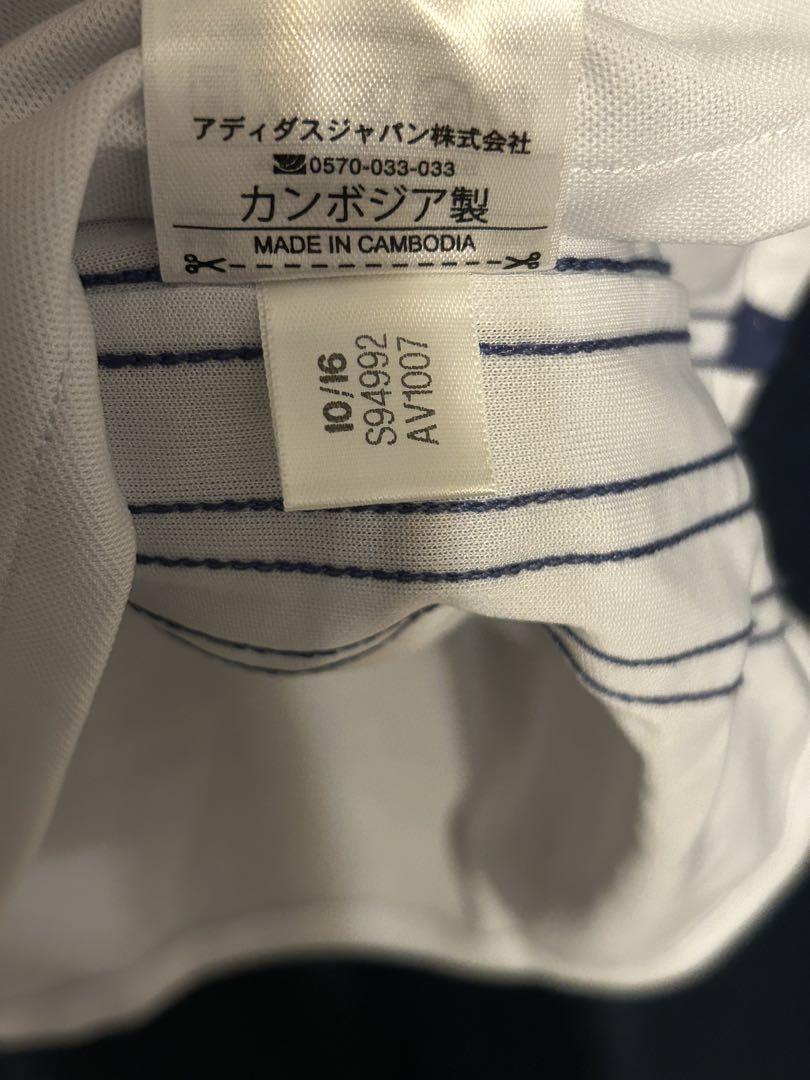 アディダスジャパン株式会社
0570-033-033
カンボジア製
MADE IN CAMBODIA
10/16
S94992
AV1007